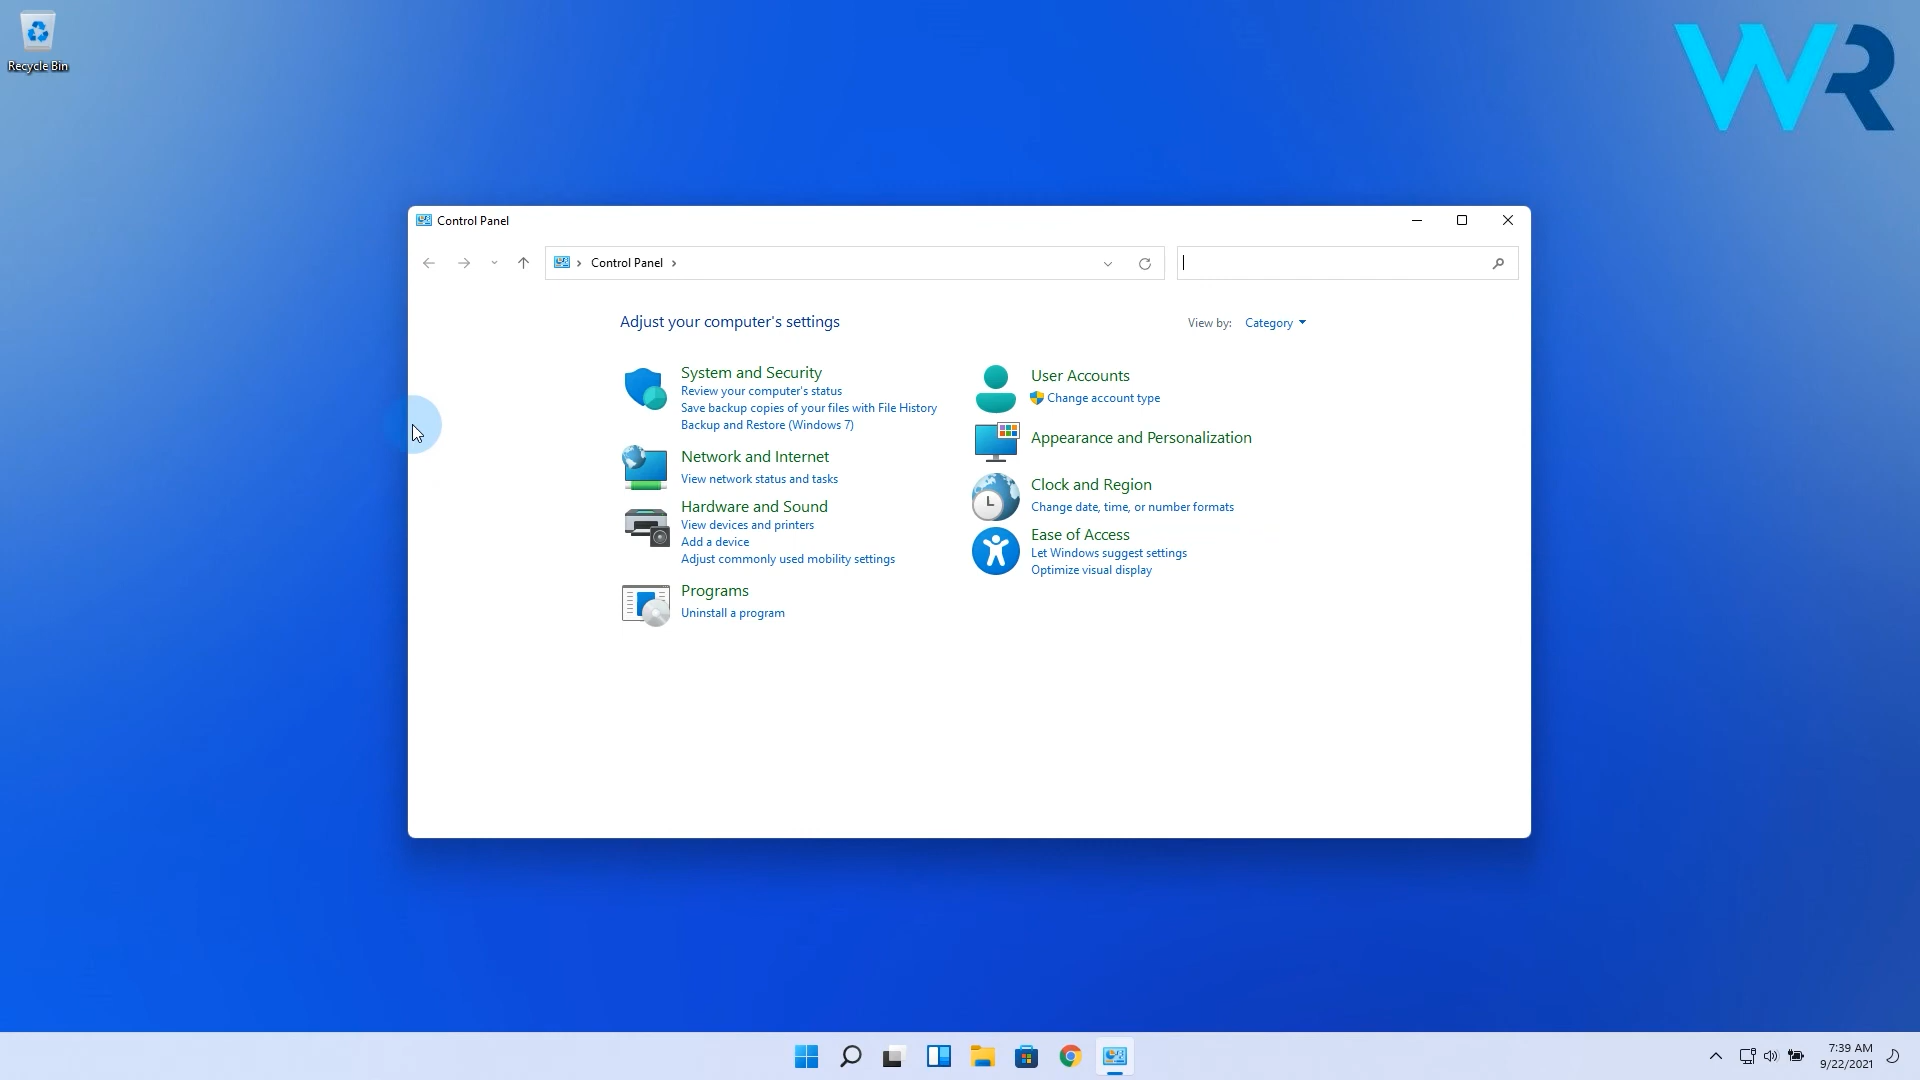 Recycle Bin
WR
Control Panel
Control Panel
Adjust your computer's settings
View by: Category
System and Security
Review your computer's status
Save backup copies of your files with File History
Backup and Restore (Windows 7)
Network and Internet
View network status and tasks
Hardware and Sound
View devices and printers
Add a device
Adjust commonly used mobility settings
Programs
Uninstall a program
User Accounts
Change account type
Appearance and Personalization
Clock and Region
Change date, time, or number formats
Ease of Access
Let Windows suggest settings
Optimize visual display
7:39 AM
9/22/2021